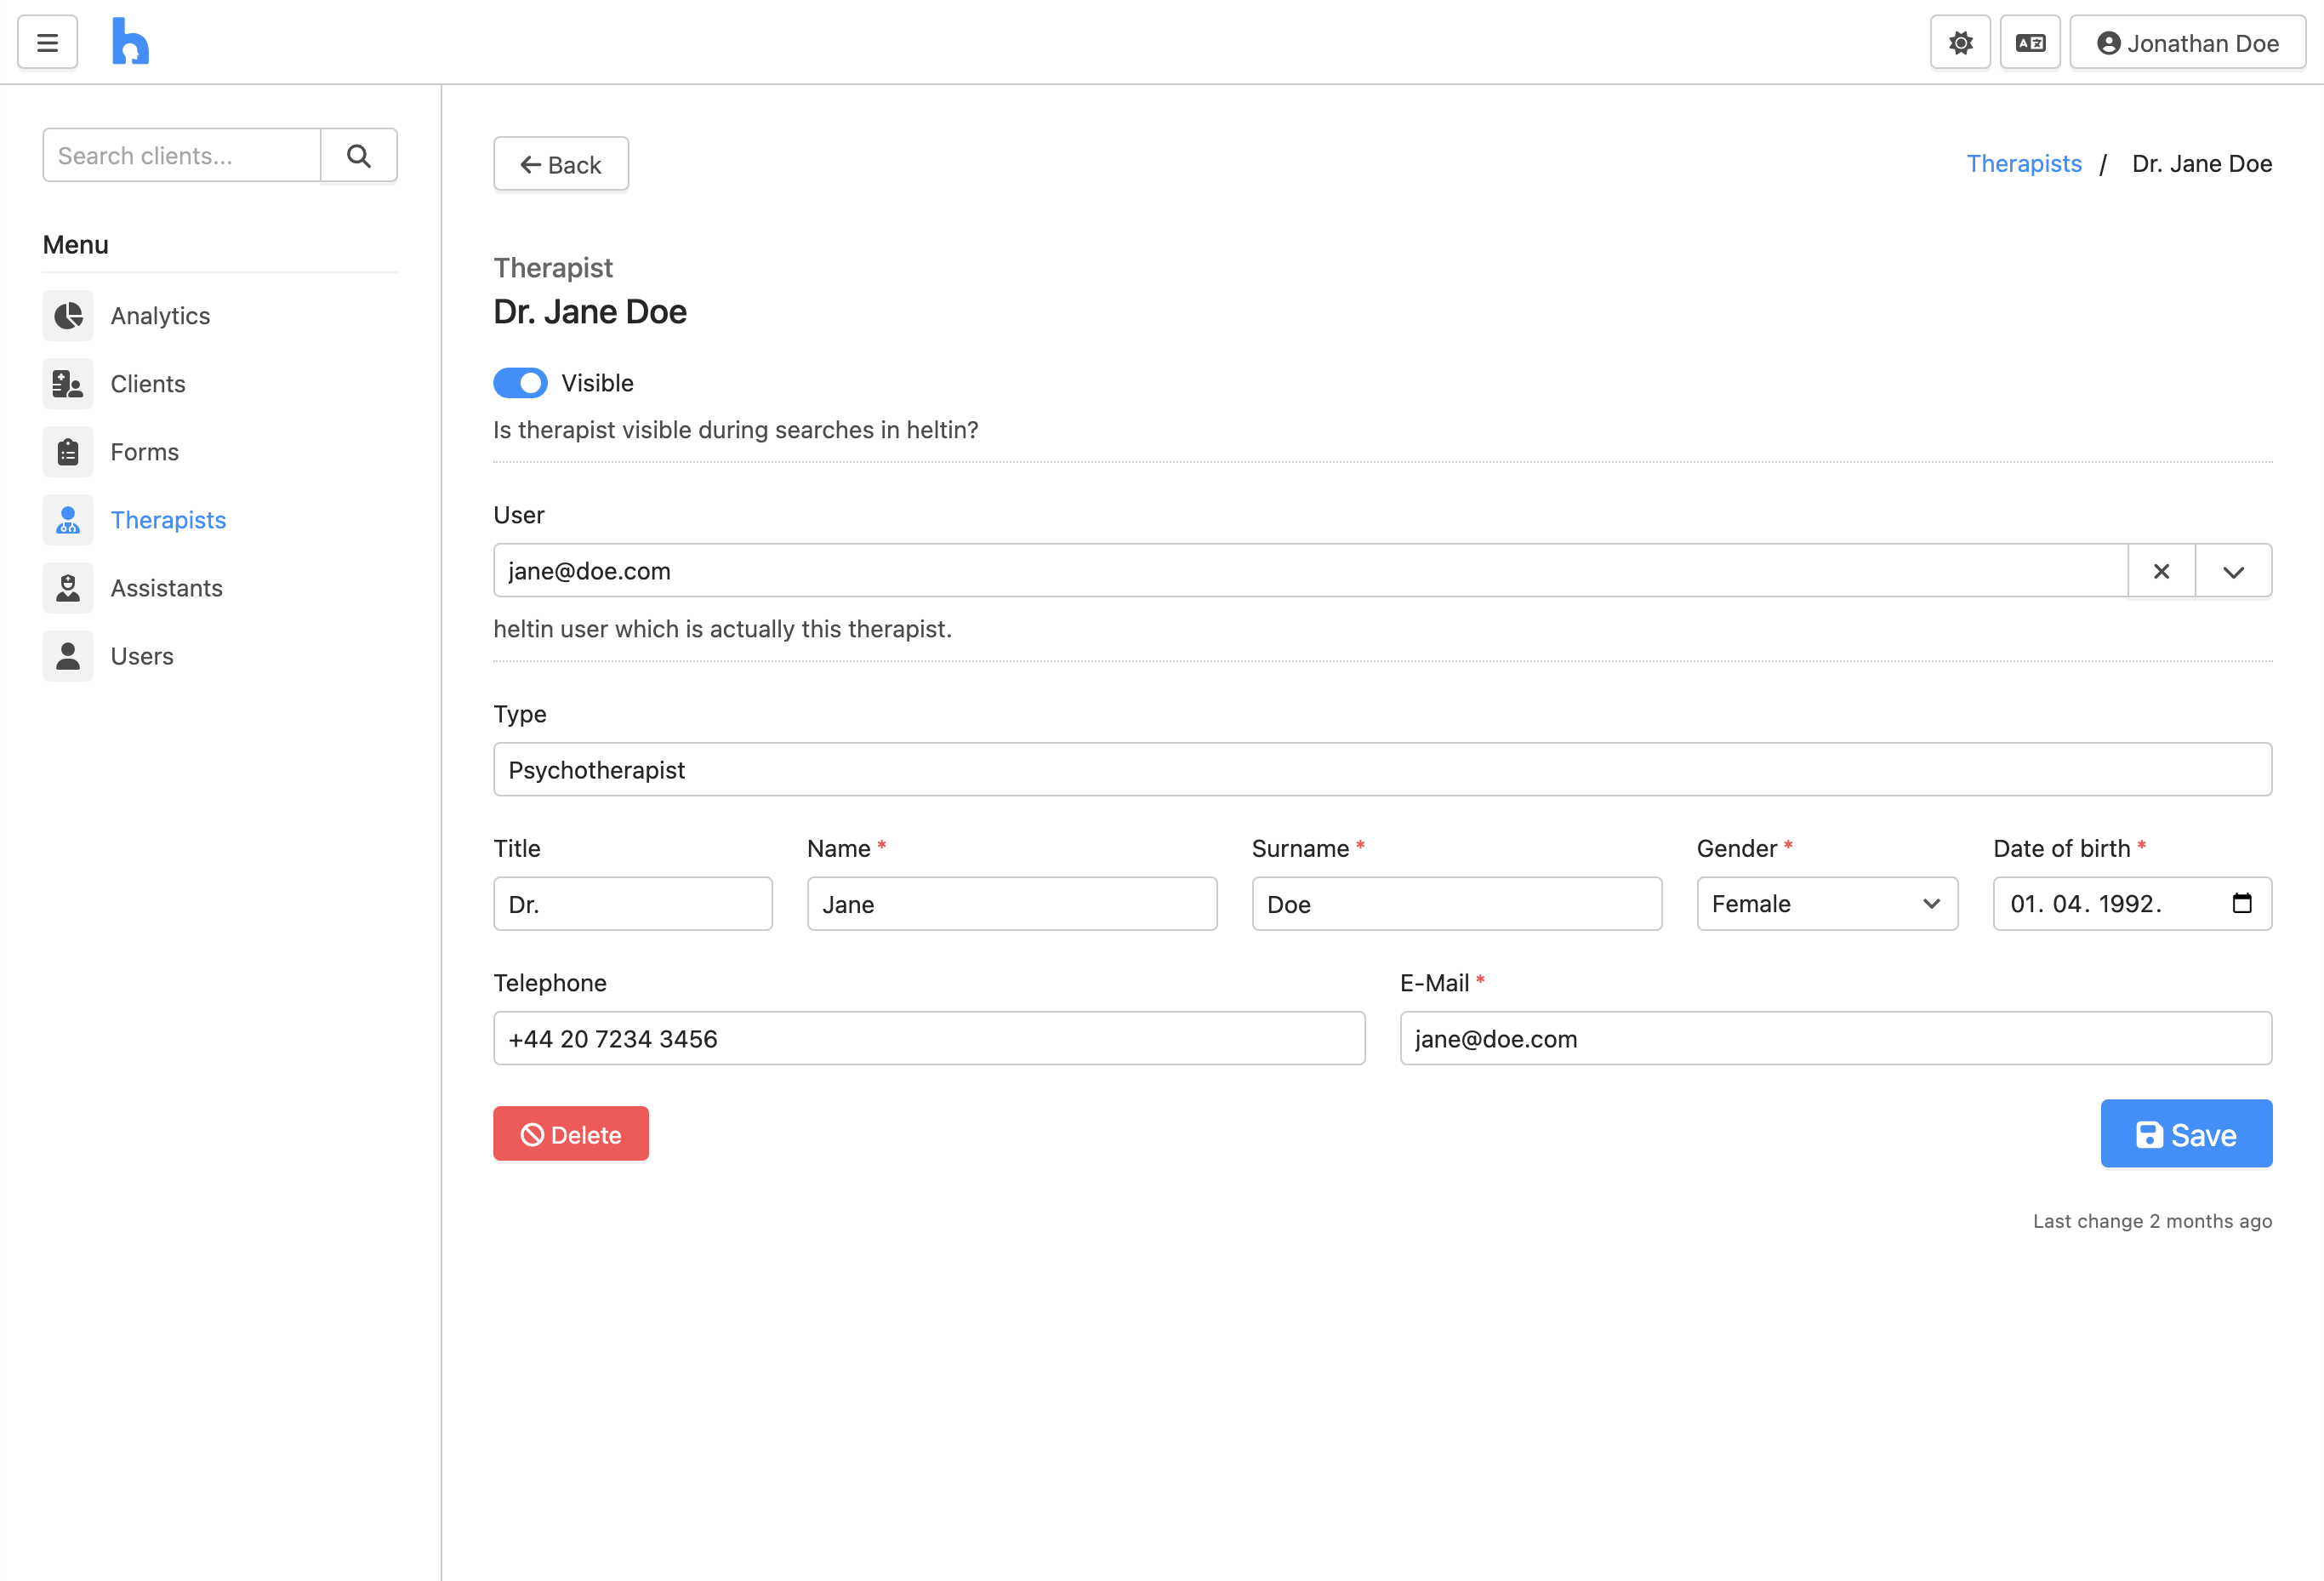 Jonathan Doe
Search clients...
Menu
Analytics
Clients
Forms
Therapists
Assistants
Users
Back
Therapists / Dr. Jane Doe
Therapist
Dr. Jane Doe
Visible
Is therapist visible during searches in heltin?
User
jane@doe.com
heltin user which is actually this therapist.
Type
Psychotherapist
Title Name * Surname * Gender * Date of birth *
Dr. Jane Doe Female 01. 04. 1992.
Telephone E-Mail *
+44 20 7234 3456 jane@doe.com
Delete Save
Last change 2 months ago